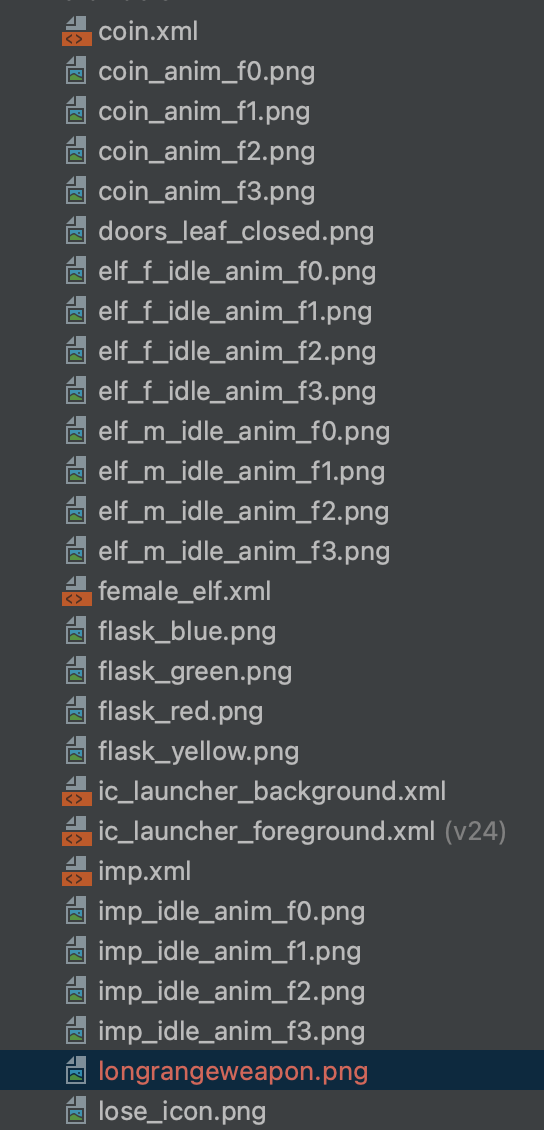 coin.xml
coin_anim_f0.png
coin_anim_f1.png
coin_anim_f2.png
coin_anim_f3.png
doors_leaf_closed.png
elf_f_idle_anim_f0.png
elf_f_idle_anim_f1.png
elf_f_idle_anim_f2.png
elf_f_idle_anim_f3.png
elf_m_idle_anim_f0.png
elf_m_idle_anim_f1.png
elf_m_idle_anim_f2.png
elf_m_idle_anim_f3.png
female_elf.xml
flask_blue.png
flask_green.png
flask_red.png
flask_yellow.png
ic_launcher_background.xml
ic_launcher_foreground.xml (v24)
imp.xml
imp_idle_anim_f0.png
imp_idle_anim_f1.png
imp_idle_anim_f2.png
imp_idle_anim_f3.png
longrangeweapon.png
lose_icon.png